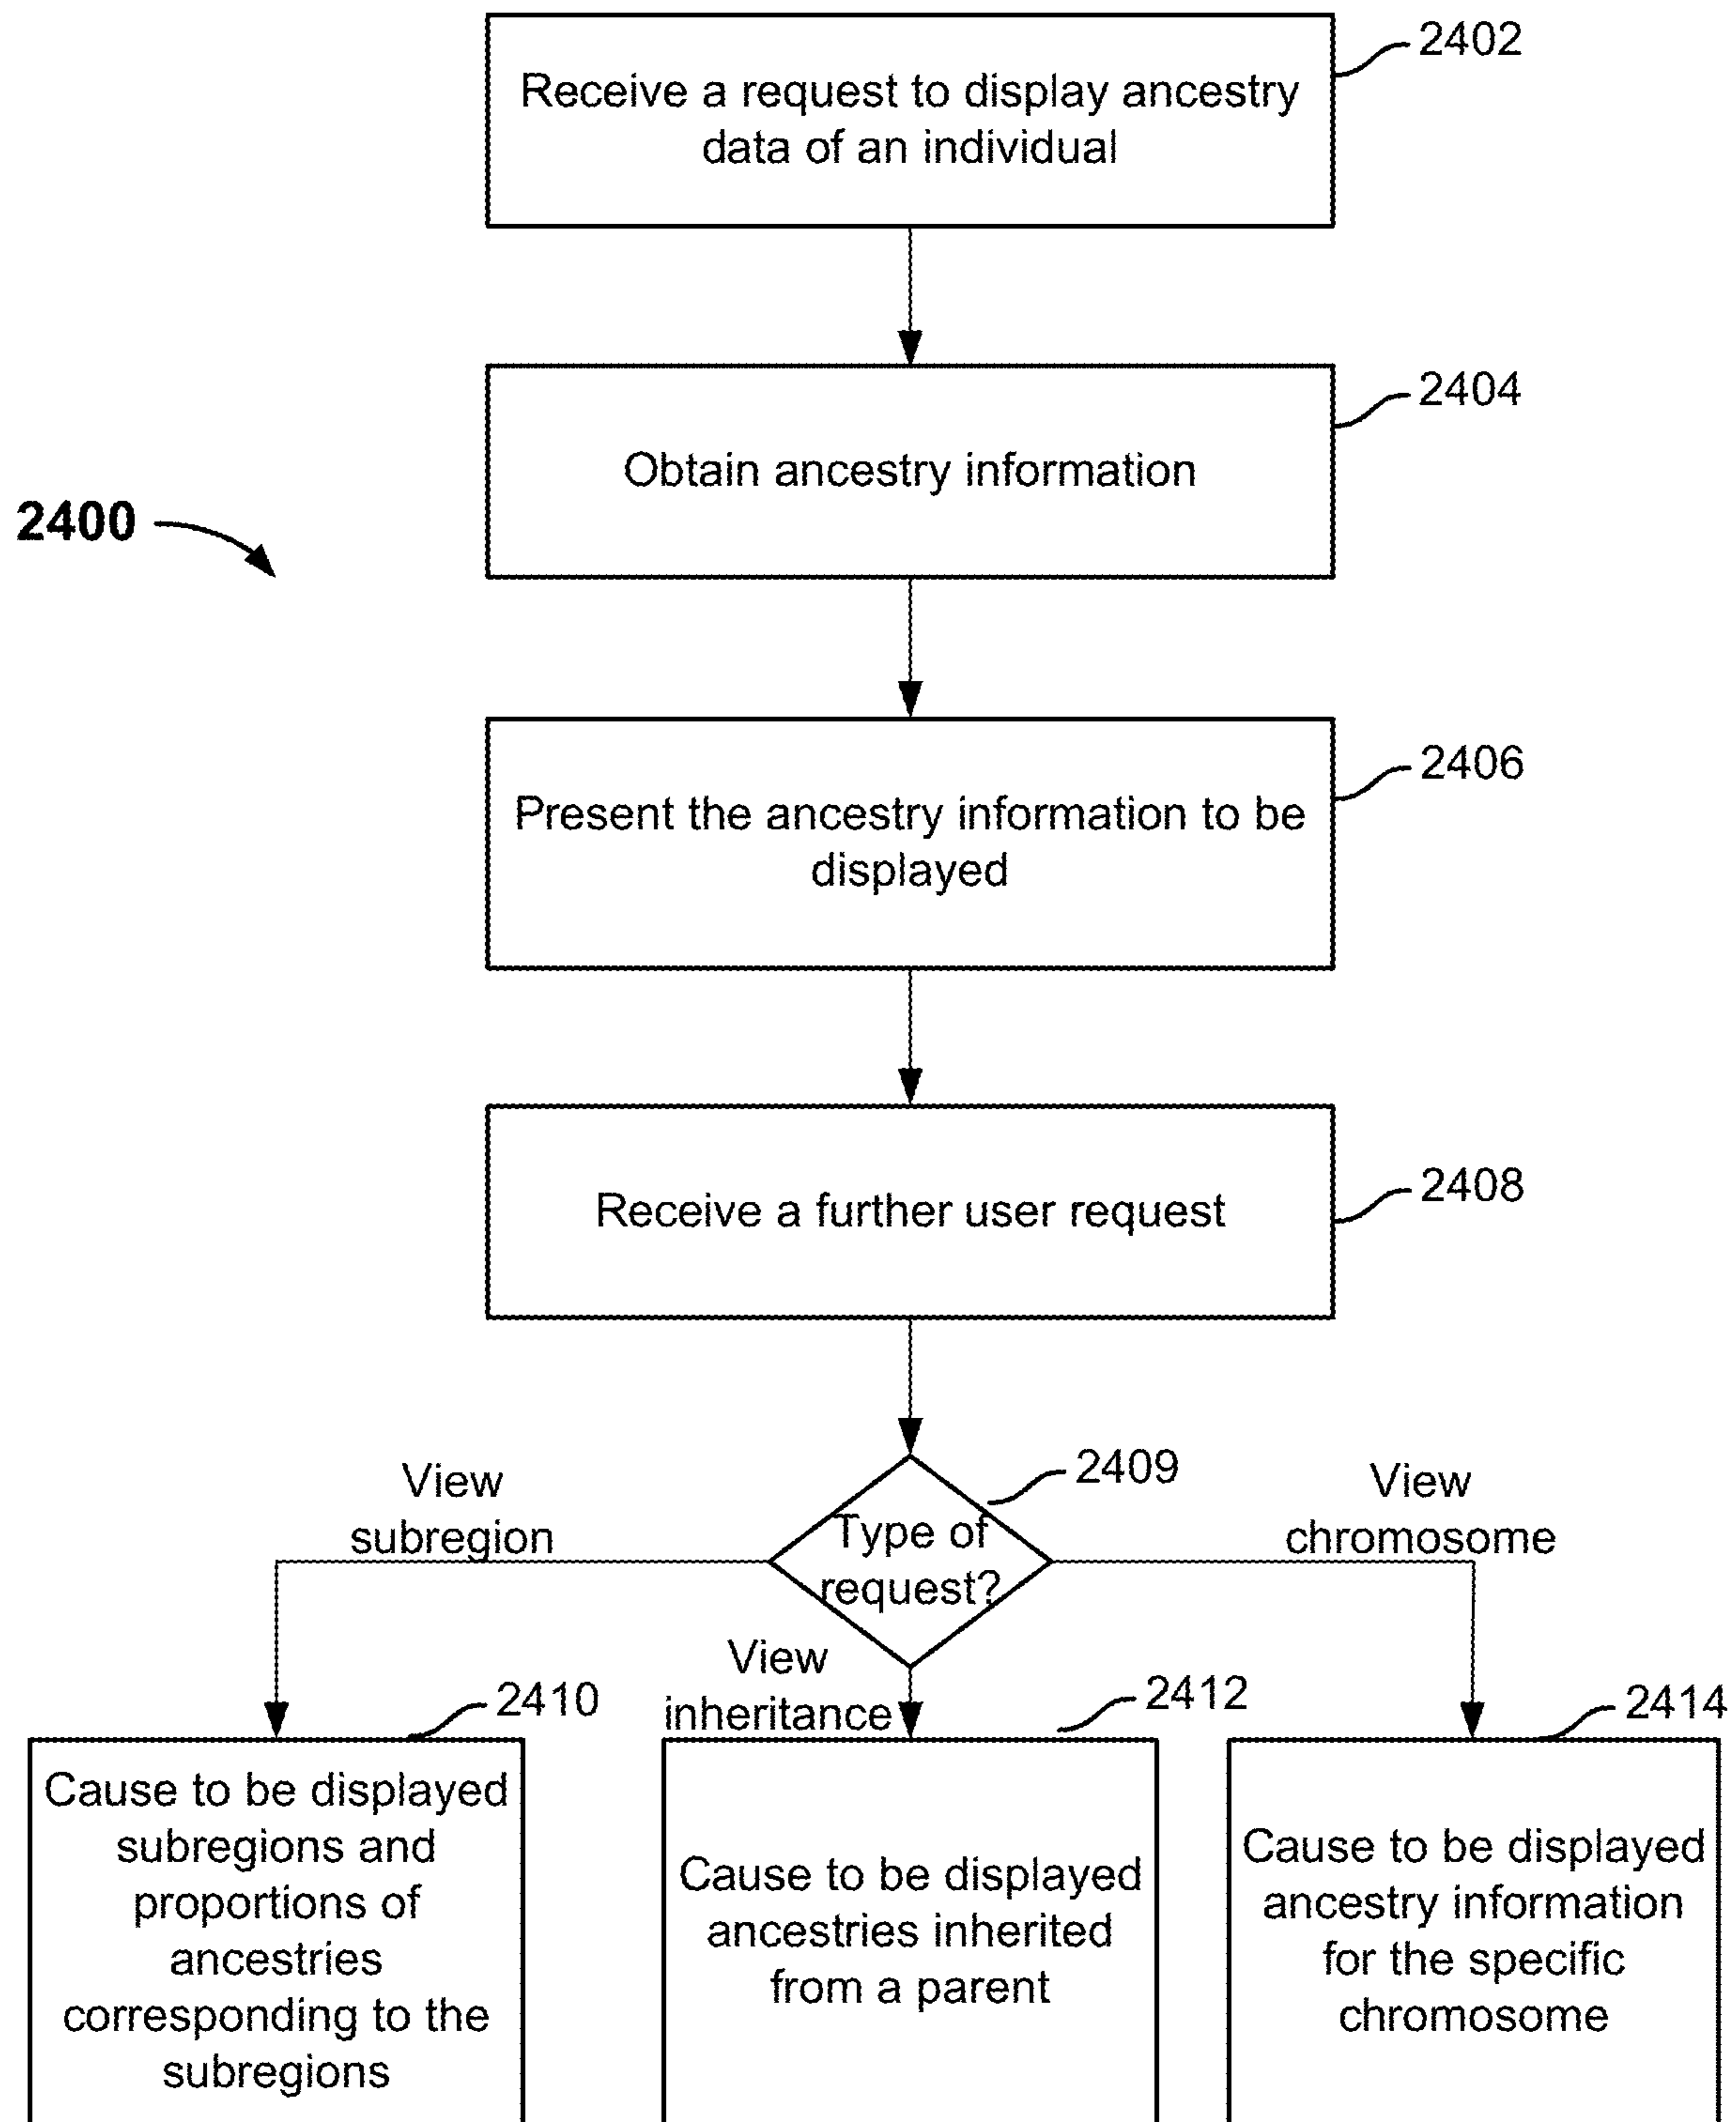 2402
Receive a request to display ancestry
data of an individual
2404
Obtain ancestry information
2400
2406
Present the ancestry information to be
displayed
2408
Receive a further user request
2409
View
subregion
Type of
request?
View
chromosome
View
inheritance
2410
2412
2414
Cause to be displayed
subregions and
proportions of
ancestries
corresponding to the
subregions
Cause to be displayed
ancestries inherited
from a parent
Cause to be displayed
ancestry information
for the specific
chromosome